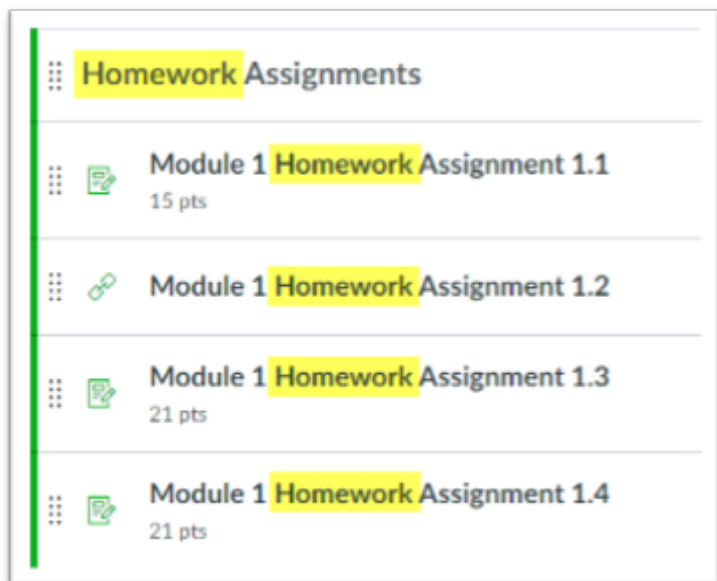 Homework Assignments
Module 1 Homework Assignment 1.1
15 pts
Module 1 Homework Assignment 1.2
Module 1 Homework Assignment 1.3
21 pts
Module 1 Homework Assignment 1.4
21 pts